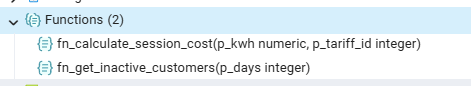 Functions (2)
fn_calculate_session_cost(p_kwh numeric, p_tariff_id integer)
fn_get_inactive_customers(p_days integer)